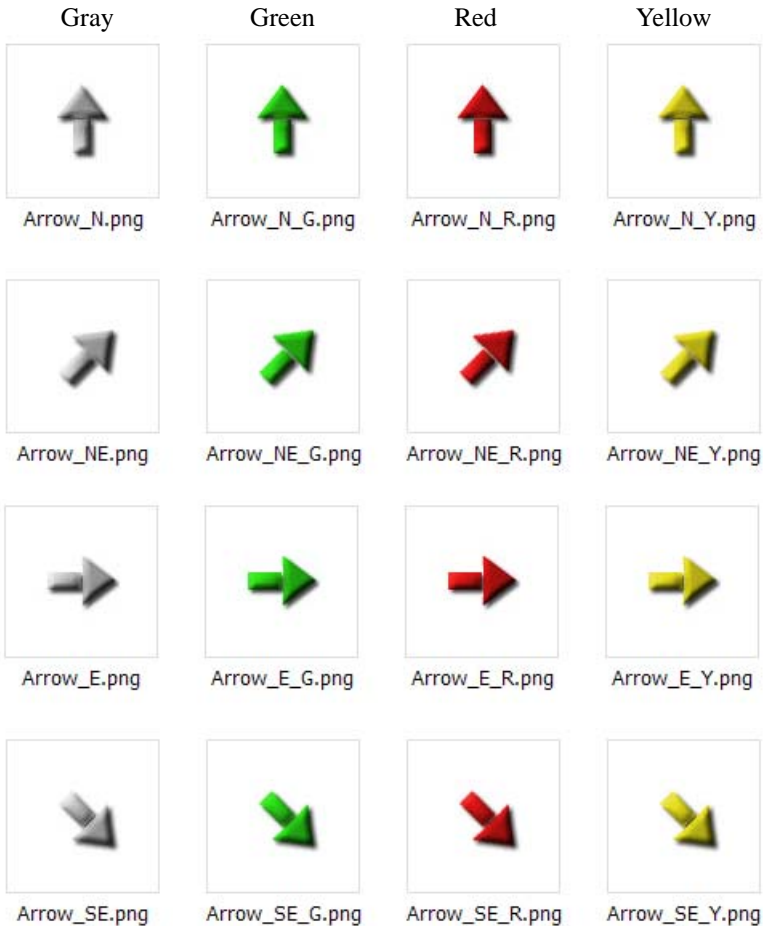 Gray Green Red Yellow
Arrow_N.png Arrow_N_G.png Arrow_N_R.png Arrow_N_Y.png
Arrow_NE.png Arrow_NE_G.png Arrow_NE_R.png Arrow_NE_Y.png
Arrow_E.png Arrow_E_G.png Arrow_E_R.png Arrow_E_Y.png
Arrow_SE.png Arrow_SE_G.png Arrow_SE_R.png Arrow_SE_Y.png